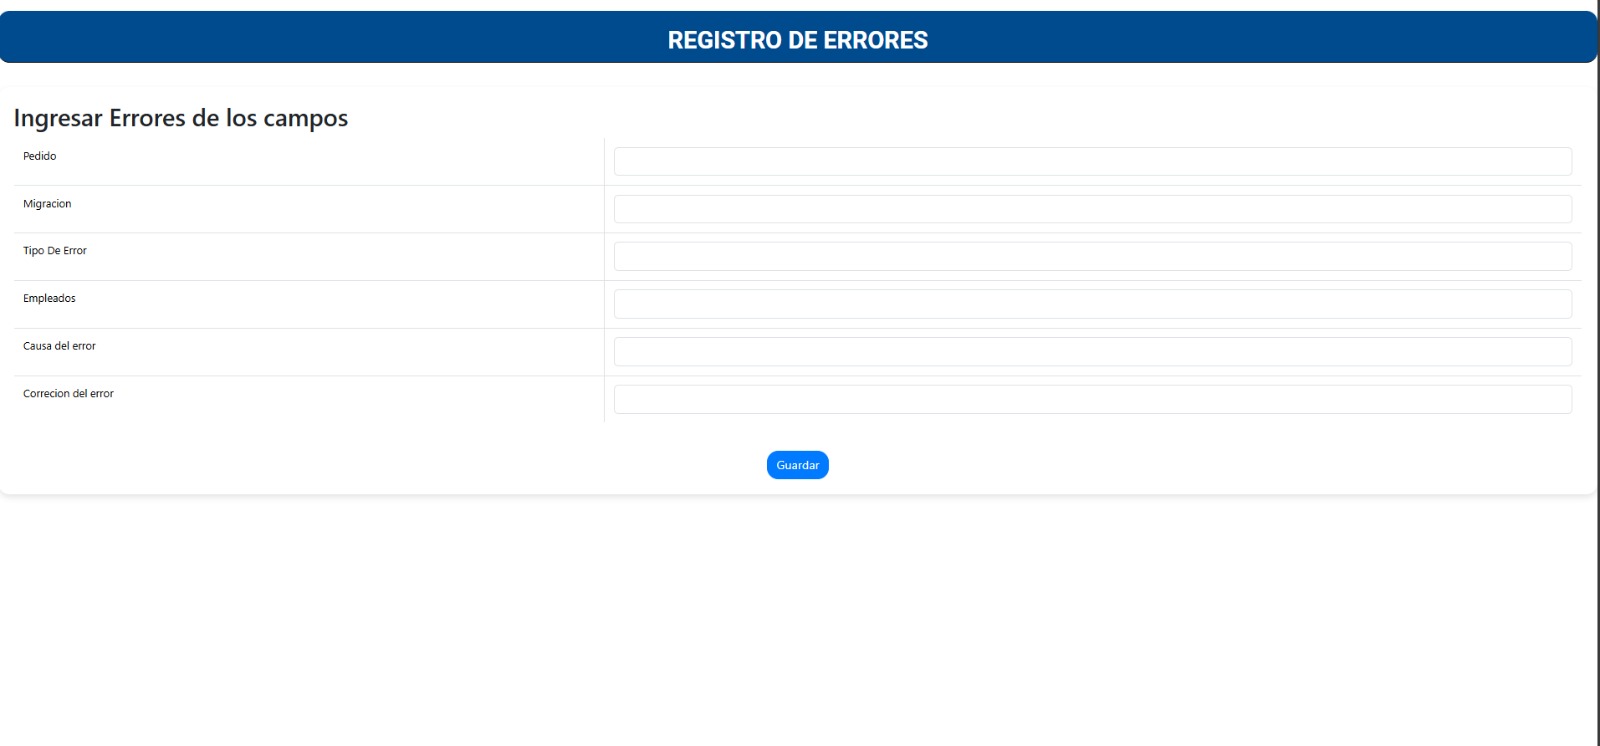 REGISTRO DE ERRORES
Ingresar Errores de los campos
Pedido
Migracion
Tipo De Error
Empleados
Causa del error
Correcion del error
Guardar